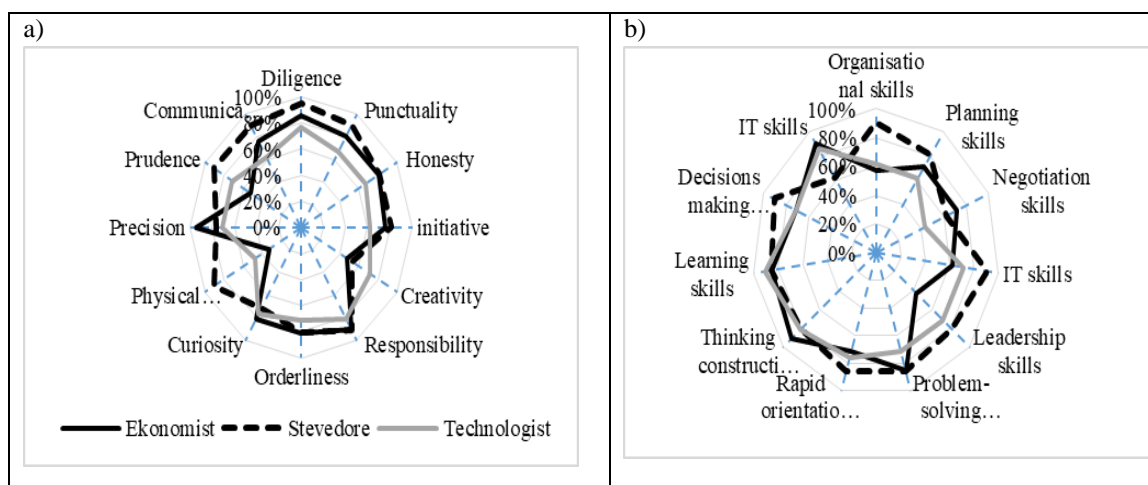 a)
Diligence
Punctuality
Honesty
initiative
Creativity
Responsibility
Orderliness
Curiosity
Physical…
Precision
Prudence
Communica…
100%
80%
60%
40%
20%
0%
Ekonomist Stevedore Technologist
b)
Organisatio
nal skills
Planning
skills
Negotiation
skills
IT skills
Leadership
skills
Problem-
solving…
Rapid
orientatio…
Thinking
constructi…
Learning
skills
Decisions
making…
IT skills
100%
80%
60%
40%
20%
0%